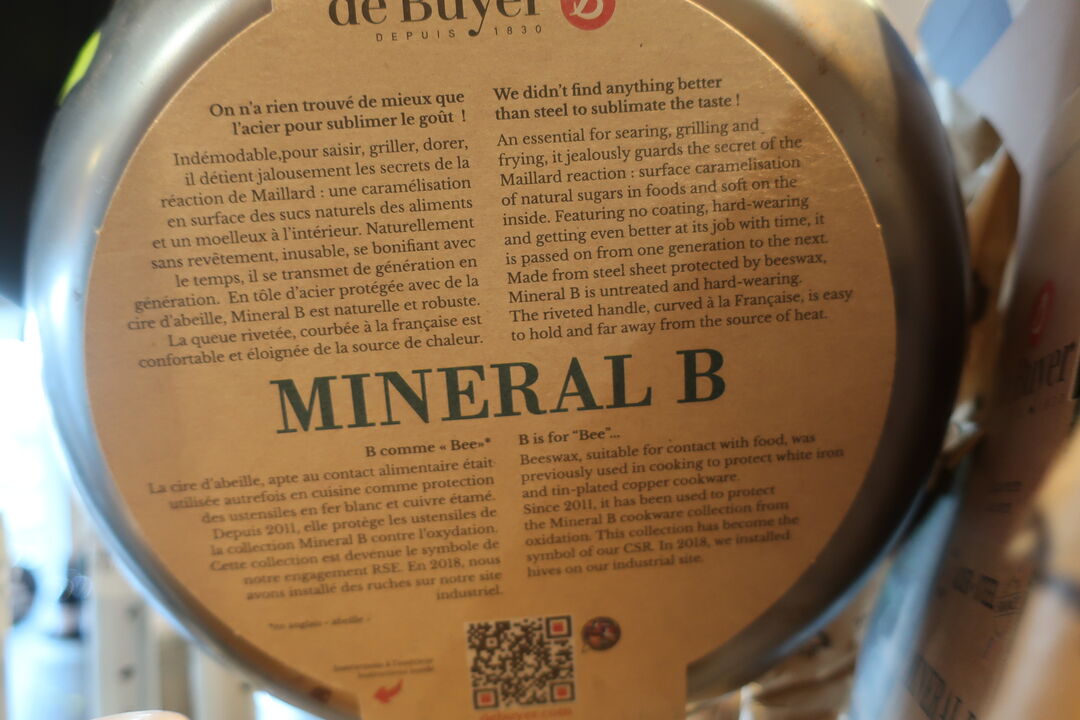 de Buyer
B
DEPUIS 1830
On n'a rien trouvé de mieux que
l'acier pour sublimer le goût !
Indémodable,pour saisir, griller, dorer,
il détient jalousement les secrets de la
réaction de Maillard : une caramélisation
en surface des sucs naturels des aliments
et un moelleux à l'intérieur. Naturellement
sans revêtement, inusable, se bonifiant avec
le temps, il se transmet de génération en
génération. En tôle d'acier protégée avec de la
cire d'abeille, Mineral B est naturelle et robuste.
La queue rivetée, courbée à la française est
confortable et éloignée de la source de chaleur.
We didn't find anything better
than steel to sublimate the taste !
An essential for searing, grilling and
frying, it jealously guards the secret of the
Maillard reaction : surface caramelisation
of natural sugars in foods and soft on the
inside. Featuring no coating, hard-wearing
and getting even better at its job with time, it
is passed on from one generation to the next.
Made from steel sheet protected by beeswax,
Mineral B is untreated and hard-wearing.
The riveted handle, curved à la Française, is easy
to hold and far away from the source of heat.
MINERAL B
B comme « Bee»*
La cire d'abeille, apte au contact alimentaire était
utilisée autrefois en cuisine comme protection
des ustensiles en fer blanc et cuivre étamé.
Depuis 2011, elle protège les ustensiles de
la collection Mineral B contre l'oxydation.
Cette collection est devenue le symbole de
notre engagement RSE. En 2018, nous
avons installé des ruches sur notre site
industriel.
*en anglais « abeille »
B is for "Bee"...
Beeswax, suitable for contact with food, was
previously used in cooking to protect white iron
and tin-plated copper cookware.
Since 2011, it has been used to protect
the Mineral B cookware collection from
oxidation. This collection has become the
symbol of our CSR. In 2018, we installed
hives on our industrial site.
debuyer.com